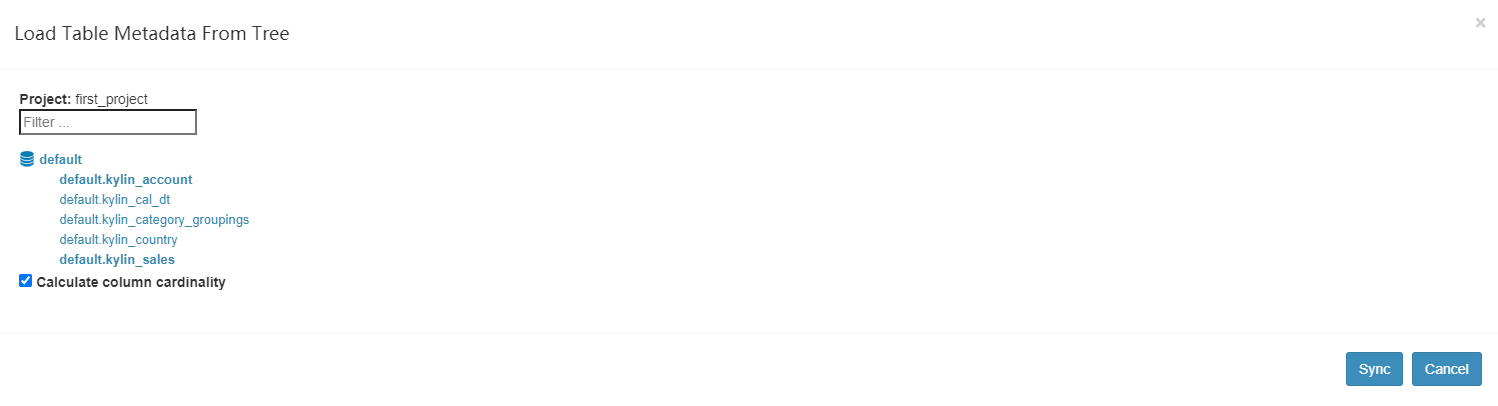 Load Table Metadata From Tree
×
Project: first_project
Filter ...
default
default.kylin_account
default.kylin_cal_dt
default.kylin_category_groupings
default.kylin_country
default.kylin_sales
Calculate column cardinality
Sync Cancel